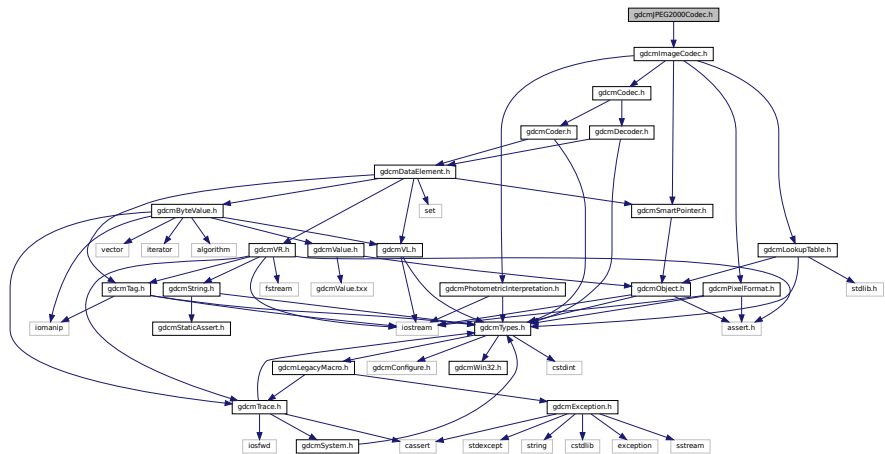 gdcmJPEG2000Codec.h
gdcmImageCodec.h
gdcmCodec.h
gdcmCoder.h
gdcmDecoder.h
gdcmDataElement.h
gdcmByteValue.h
set
gdcmSmartPointer.h
vector
iterator
algorithm
gdcmVR.h
gdcmValue.h
gdcmVL.h
gdcmLookupTable.h
gdcmTag.h
gdcmString.h
fstream
gdcmValue.txx
gdcmPhotometricInterpretation.h
gdcmObject.h
gdcmPixelFormat.h
stdlib.h
iomanip
gdcmStaticAssert.h
iostream
gdcmTypes.h
assert.h
gdcmLegacyMacro.h
gdcmConfigure.h
gdcmWin32.h
cstdint
gdcmTrace.h
gdcmException.h
iosfwd
gdcmSystem.h
cassert
stdexcept
string
cstdlib
exception
sstream